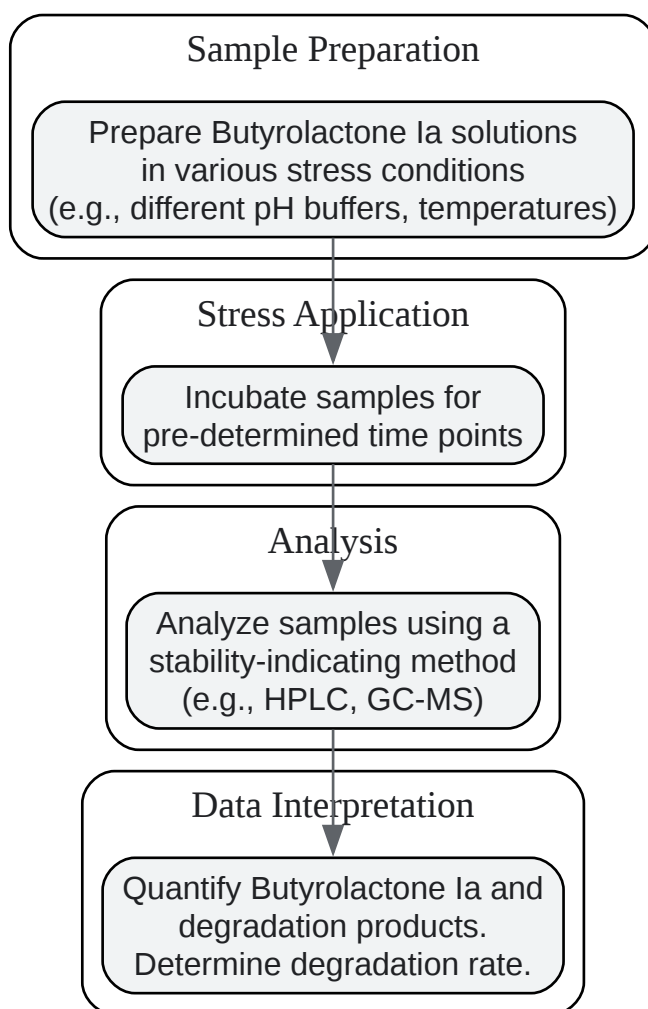 Sample Preparation
Prepare Butyrolactone Ia solutions
in various stress conditions
(e.g., different pH buffers, temperatures)
Stress Application
Incubate samples for
pre-determined time points
Analysis
Analyze samples using a
stability-indicating method
(e.g., HPLC, GC-MS)
Data Interpretation
Quantify Butyrolactone Ia and
degradation products.
Determine degradation rate.